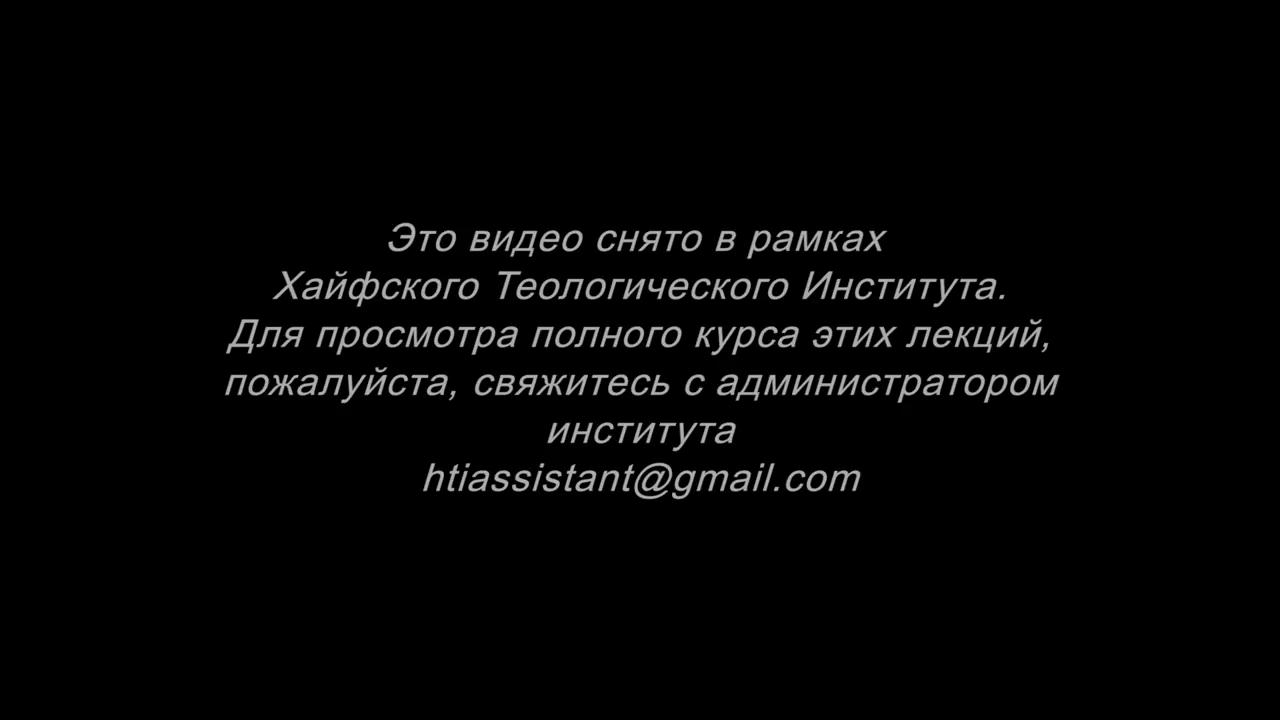 Это видео снято в рамках
Хайфского Теологического Института.
Для просмотра полного курса этих лекций,
пожалуйста, свяжитесь с администратором
института
htiassistant@gmail.com